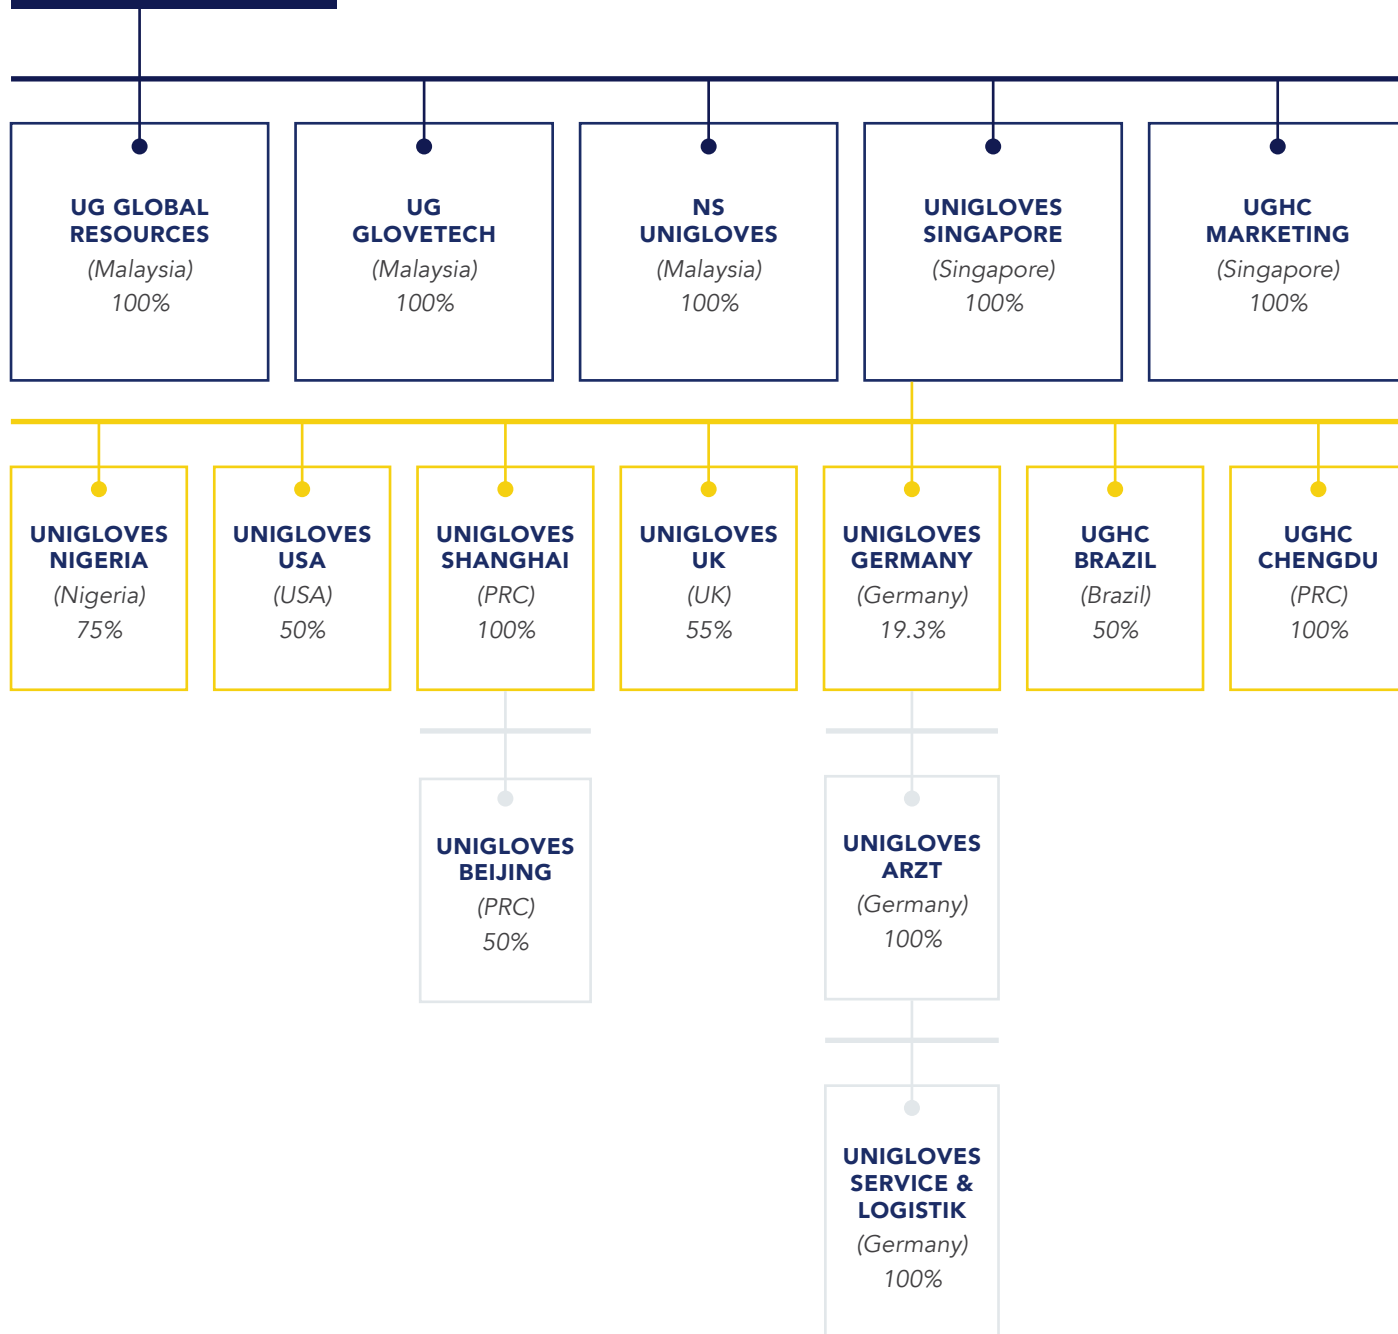 UG GLOBAL
RESOURCES
(Malaysia)
100%
UG
GLOVETECH
(Malaysia)
100%
NS
UNIGLOVES
(Malaysia)
100%
UNIGLOVES
SINGAPORE
(Singapore)
100%
UGHC
MARKETING
(Singapore)
100%
UNIGLOVES
NIGERIA
(Nigeria)
75%
UNIGLOVES
USA
(USA)
50%
UNIGLOVES
SHANGHAI
(PRC)
100%
UNIGLOVES
UK
(UK)
55%
UNIGLOVES
GERMANY
(Germany)
19.3%
UGHC
BRAZIL
(Brazil)
50%
UGHC
CHENGDU
(PRC)
100%
UNIGLOVES
BEIJING
(PRC)
50%
UNIGLOVES
ARZT
(Germany)
100%
UNIGLOVES
SERVICE &
LOGISTIK
(Germany)
100%